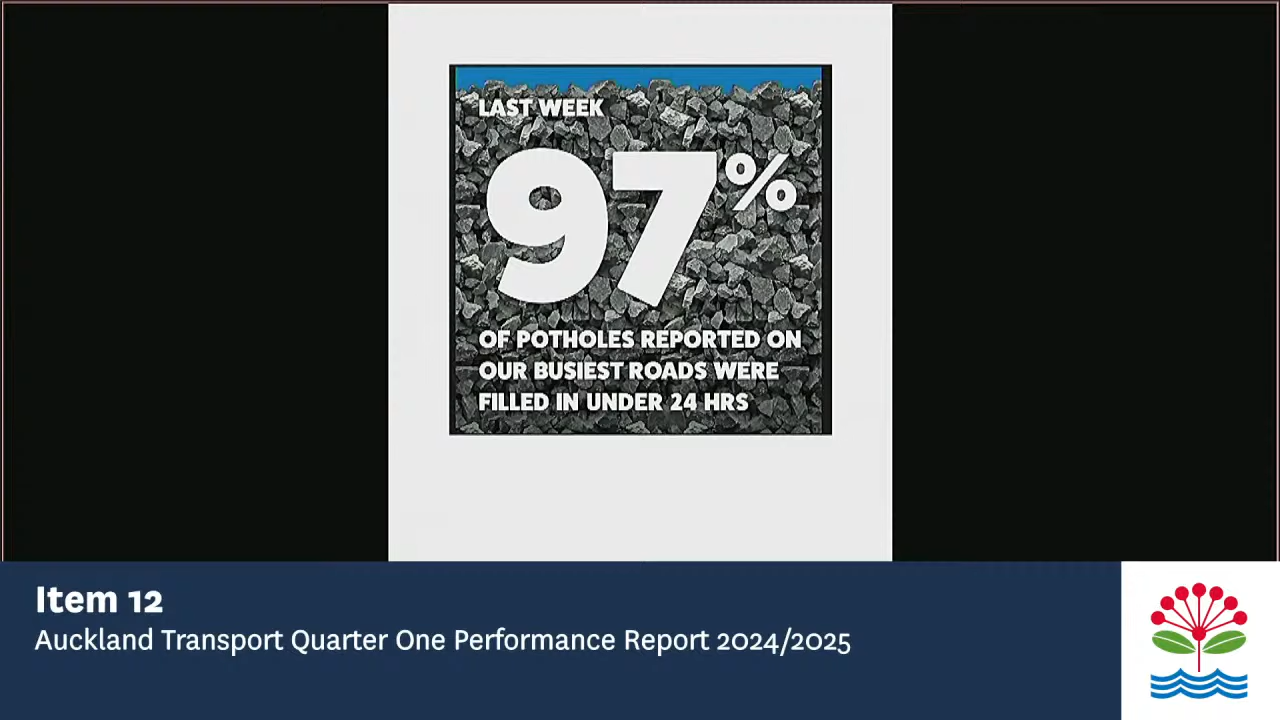 LAST WEEK
97%
OF POTHOLES REPORTED ON
OUR BUSIEST ROADS WERE
FILLED IN UNDER 24 HRS
Item 12
Auckland Transport Quarter One Performance Report 2024/2025